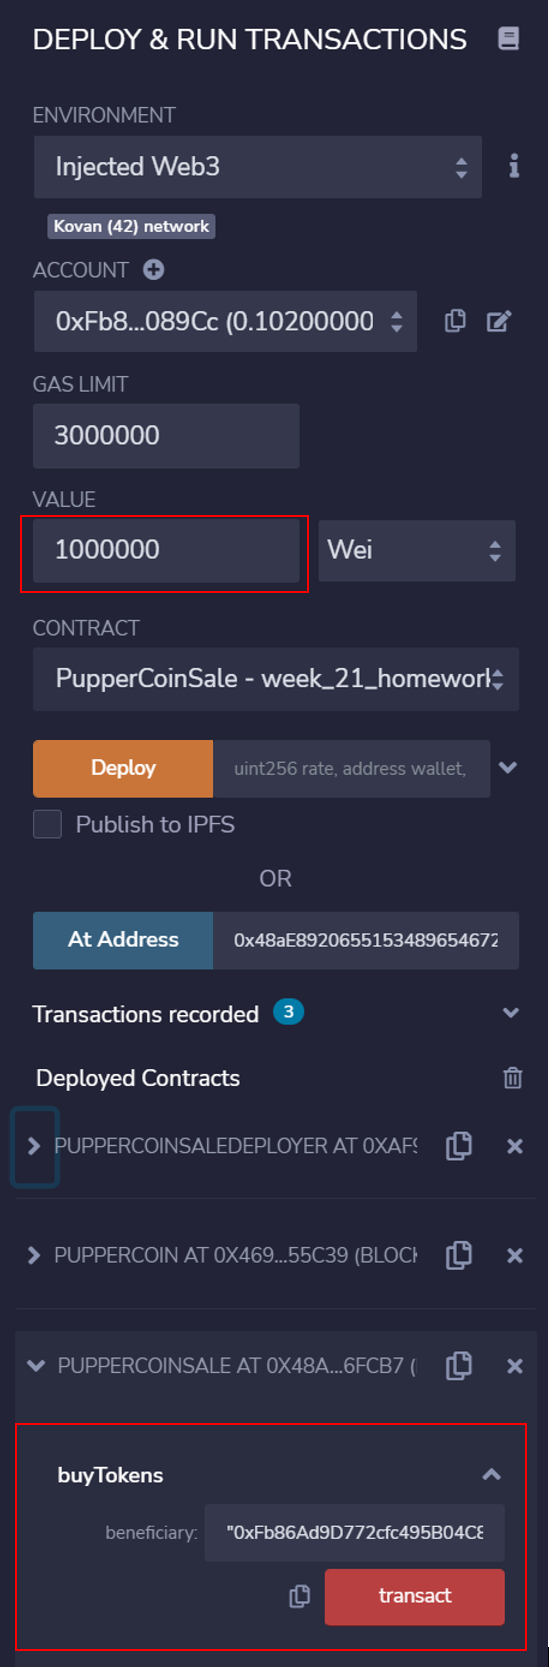 DEPLOY & RUN TRANSACTIONS
ENVIRONMENT
Injected Web3
Kovan (42) network
ACCOUNT
0xFb8...089Cc (0.10200000
GAS LIMIT
3000000
VALUE
1000000 Wei
CONTRACT
PupperCoinSale - week_21_homework
Deploy uint256 rate, address wallet,
Publish to IPFS
OR
At Address 0x48aE8920655153489654672
Transactions recorded 3
Deployed Contracts
PUPPERCOINSALEDEPLOYER AT 0XAF9
PUPPERCOIN AT 0X469...55C39 (BLOCK
PUPPERCOINSALE AT 0X48A...6FCB7 (
buyTokens
beneficiary: "0xFb86Ad9D772cfc495B04C8
transact